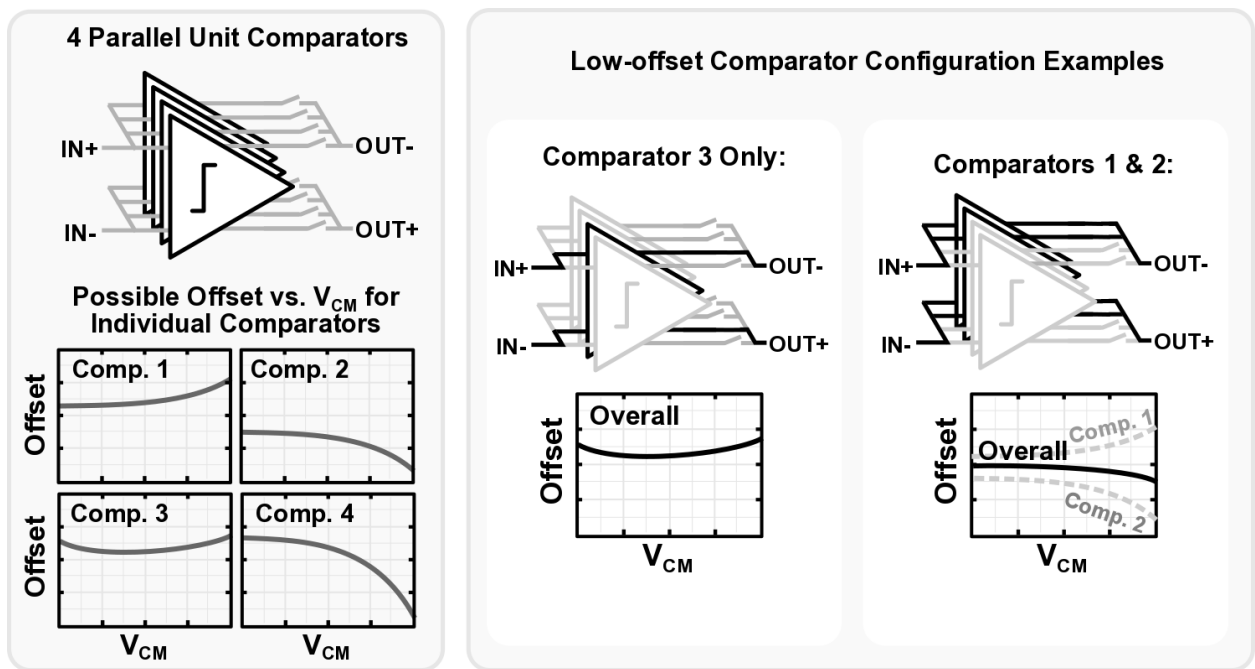 4 Parallel Unit Comparators
IN+
OUT-
IN-
OUT+
Possible Offset vs. VCM for
Individual Comparators
Offset
Comp. 1
Comp. 2
Offset
Comp. 3
Comp. 4
VCM
VCM
Low-offset Comparator Configuration Examples
Comparator 3 Only:
IN+
OUT-
IN-
OUT+
Offset
Overall
VCM
Comparators 1 & 2:
IN+
OUT-
IN-
OUT+
Offset
Comp. 1
Overall
Comp. 2
VCM